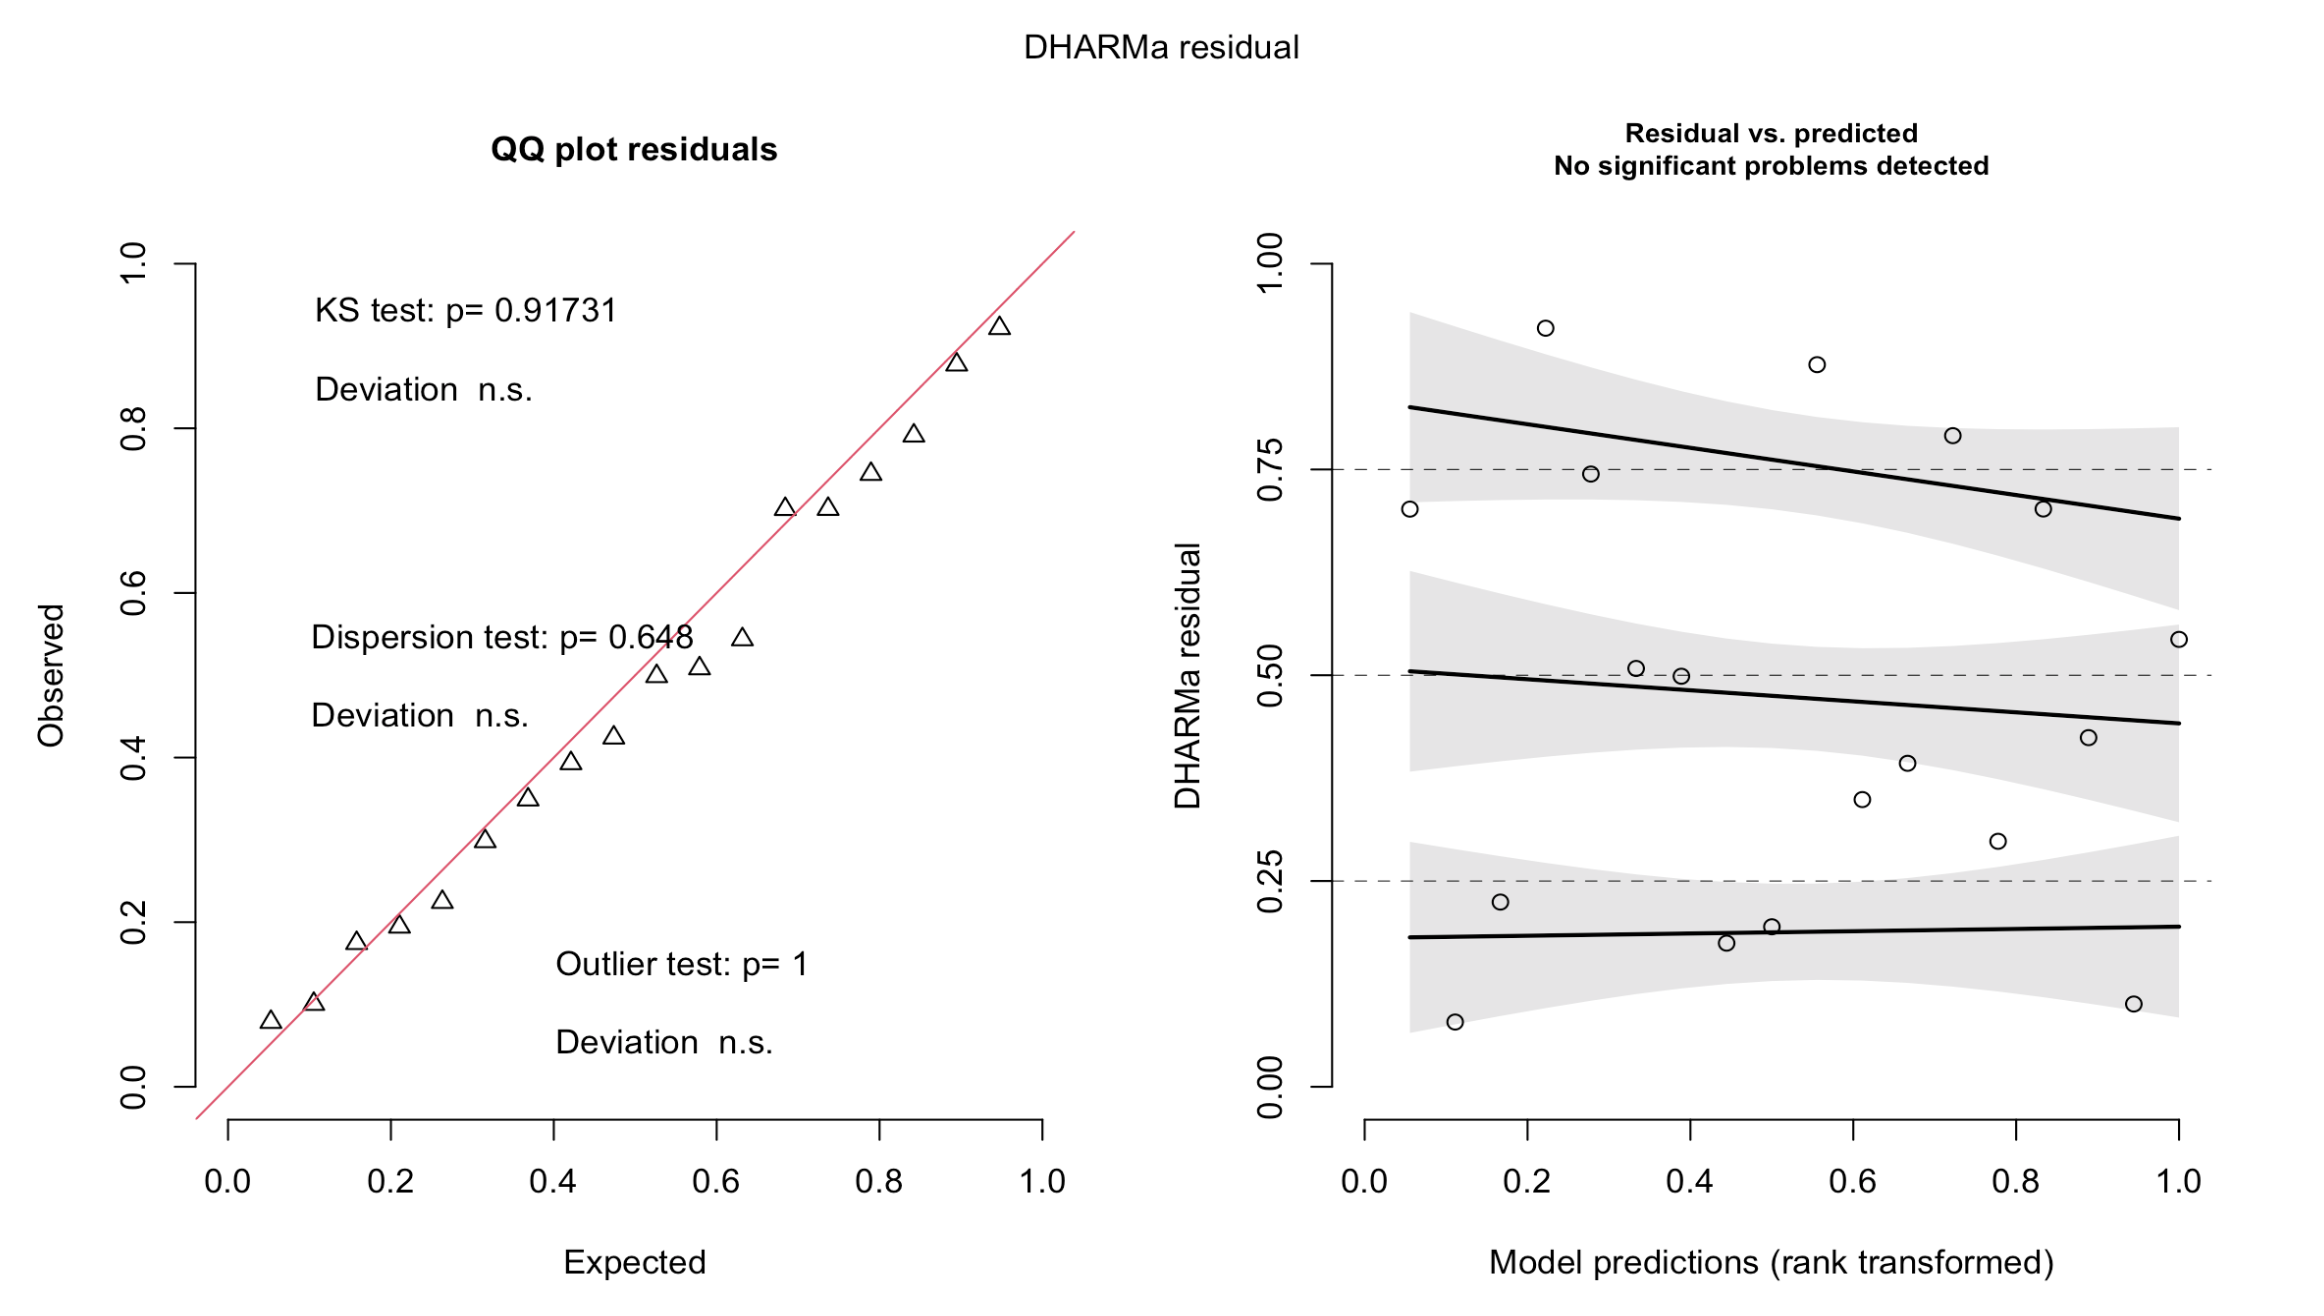 DHARMa residual
QQ plot residuals
KS test: p= 0.91731
Deviation  n.s.
Dispersion test: p= 0.648
Deviation  n.s.
Outlier test: p= 1
Deviation  n.s.
Observed
0.0
0.2
0.4
0.6
0.8
1.0
0.0
0.2
0.4
0.6
0.8
1.0
Expected
Residual vs. predicted
No significant problems detected
DHARMa residual
0.00
0.25
0.50
0.75
1.00
0.0
0.2
0.4
0.6
0.8
1.0
Model predictions (rank transformed)